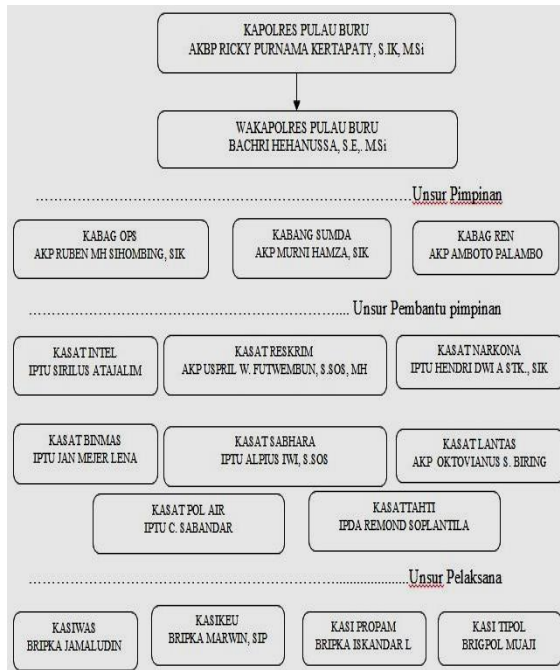 KAPOLRES PULAU BURU
AKBP RICKY PURNAMA KERTAPATY, S.IK, M.Si
WAKAPOLRES PULAU BURU
BACHRI HEHANUSSA, S.E,. M.Si
Unsur Pimpinan
KABAG OPS
AKP RUBEN MH SIHOMBING, SIK
KABANG SUMDA
AKP MURNI HAMZA, SIK
KABAG REN
AKP AMBOTO PALAMBO
Unsur Pembantu pimpinan
KASAT INTEL
IPTU SIRILUS ATAJALIM
KASAT RESKRIM
AKP USPRIL W. FUTWEMBUN, S.SOS, MH
KASAT NARKONA
IPTU HENDRI DWI A STK., SIK
KASAT BINMAS
IPTU JAN MEJER LENA
KASAT SABHARA
IPTU ALPIUS IWI, S.SOS
KASAT LANTAS
AKP OKTOVIANUS S. BIRING
KASAT POL AIR
IPTU C. SABANDAR
KASATTAHTI
IPDA REMOND SOPLANTILA
Unsur Pelaksana
KASIWAS
BRIPKA JAMALUDIN
KASIKEU
BRIPKA MARWIN, SIP
KASI PROPAM
BRIPKA ISKANDAR L
KASI TIPOL
BRIGPOL MUAJI